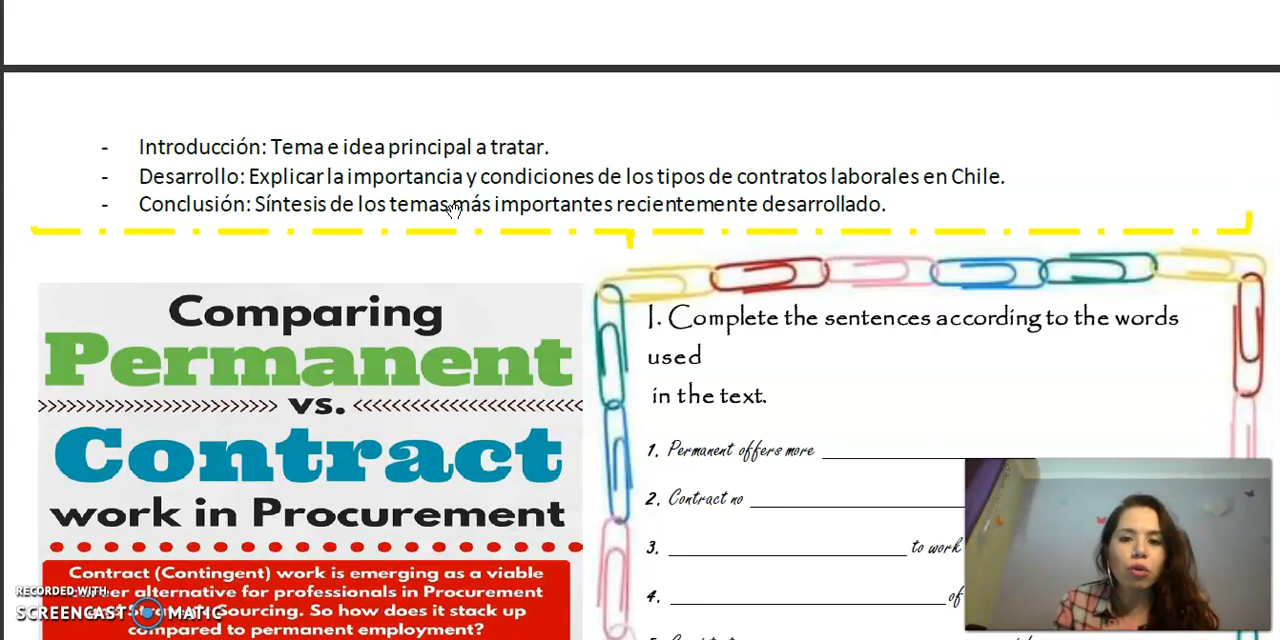 - Introducción: Tema e idea principal a tratar.
- Desarrollo: Explicar la importancia y condiciones de los tipos de contratos laborales en Chile.
- Conclusión: Síntesis de los temas más importantes recientemente desarrollado.
Comparing
Permanent
vs.
Contract
work in Procurement
Contract (Contingent) work is emerging as a viable
alternative for professionals in Procurement
Sourcing. So how does it stack up
compared to permanent employment?
I. Complete the sentences according to the words
used
in the text.
1. Permanent offers more
2. Contract no
3. to work
4. of
RECORDED WITH
SCREENCAST MATIC